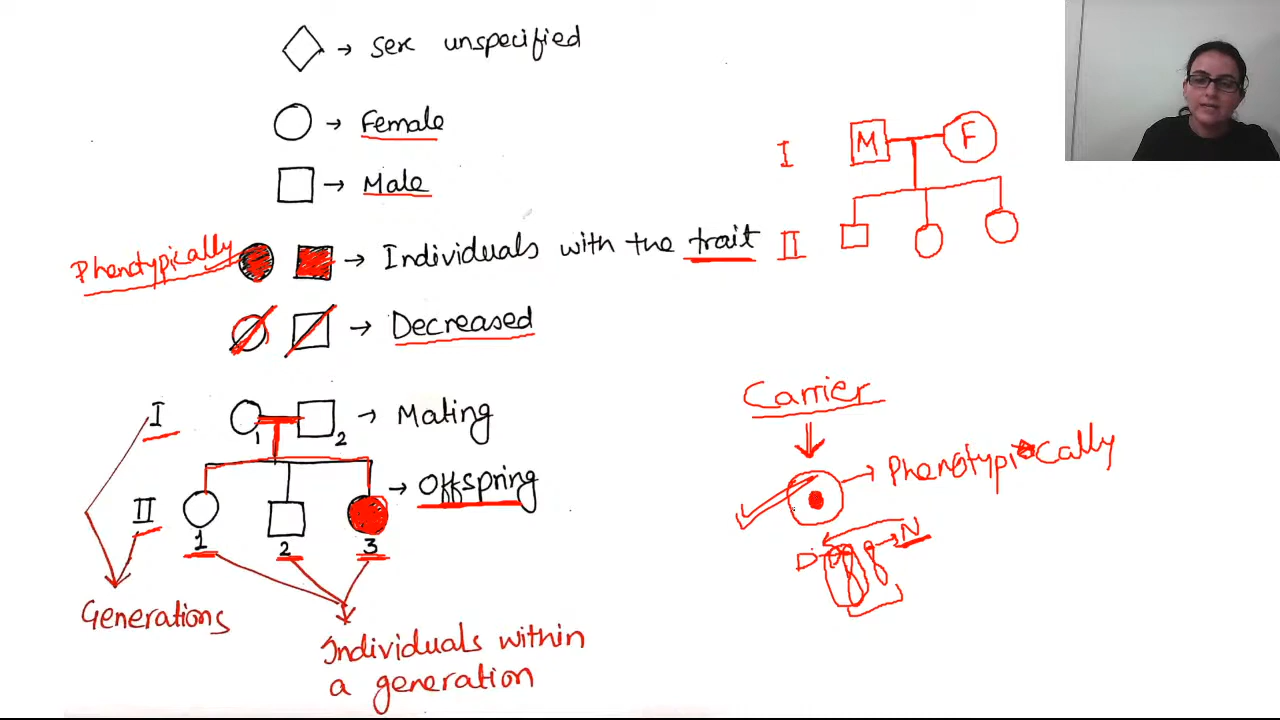 → sex unspecified
→ Female
→ Male
Phenotypically
→ Individuals with the trait
→ Decreased
I
1
2
→ Mating
II
1
2
3
→ Offspring
Generations
Individuals within
a generation
I
M
F
II
Carrier
→ Phenotypically
D
→ N